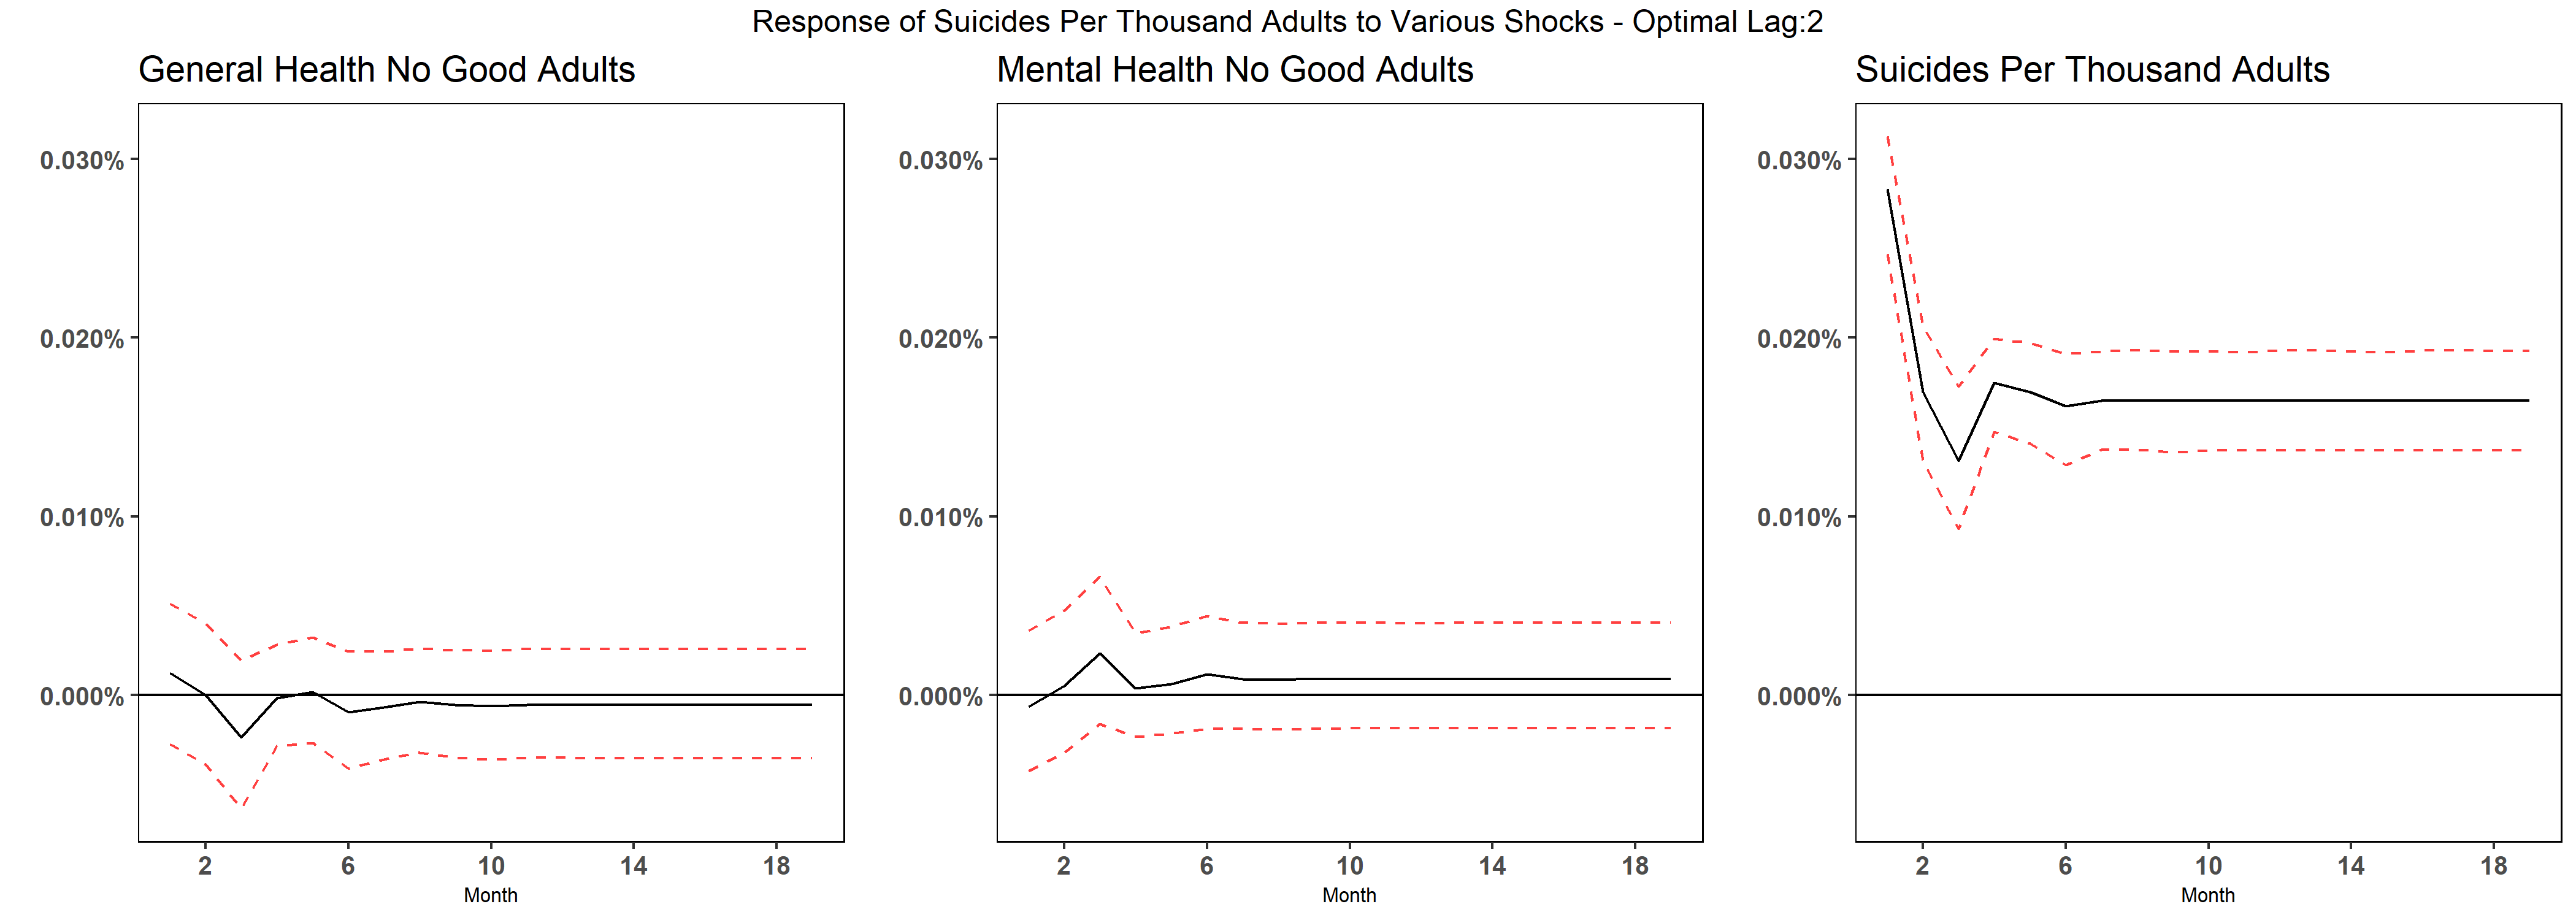 Response of Suicides Per Thousand Adults to Various Shocks - Optimal Lag:2
General Health No Good Adults
0.030%
0.020%
0.010%
0.000%
2 6 10 14 18
Month
Mental Health No Good Adults
0.030%
0.020%
0.010%
0.000%
2 6 10 14 18
Month
Suicides Per Thousand Adults
0.030%
0.020%
0.010%
0.000%
2 6 10 14 18
Month